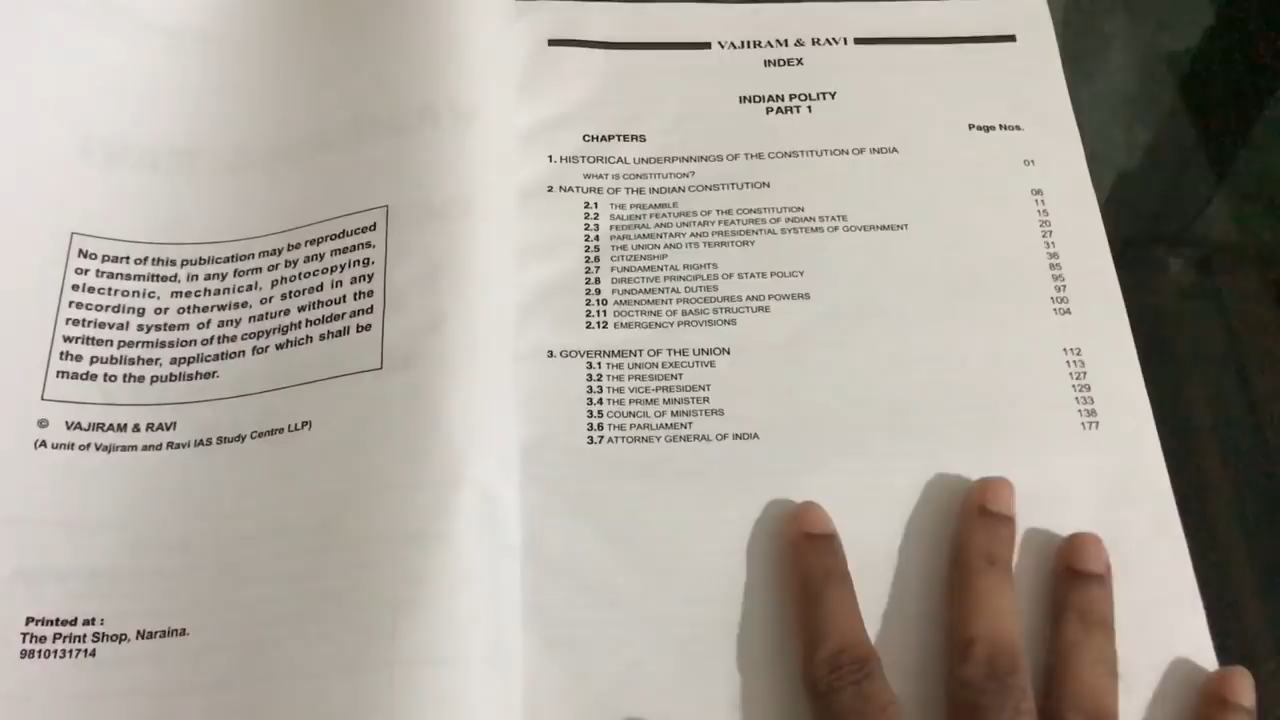 No part of this publication may be reproduced
or transmitted, in any form or by any means,
electronic, mechanical, photocopying,
recording or otherwise, or stored in any
retrieval system of any nature without the
written permission of the copyright holder and
the publisher, application for which shall be
made to the publisher.
© VAJIRAM & RAVI
(A unit of Vajiram and Ravi IAS Study Centre LLP)
Printed at :
The Print Shop, Naraina.
9810131714
VAJIRAM & RAVI
INDEX
INDIAN POLITY
PART 1
CHAPTERS Page Nos.
1. HISTORICAL UNDERPINNINGS OF THE CONSTITUTION OF INDIA
WHAT IS CONSTITUTION? 01
2. NATURE OF THE INDIAN CONSTITUTION
2.1 THE PREAMBLE 08
2.2 SALIENT FEATURES OF THE CONSTITUTION 11
2.3 FEDERAL AND UNITARY FEATURES OF INDIAN STATE 15
2.4 PARLIAMENTARY AND PRESIDENTIAL SYSTEMS OF GOVERNMENT 20
2.5 THE UNION AND ITS TERRITORY 27
2.6 CITIZENSHIP 31
2.7 FUNDAMENTAL RIGHTS 36
2.8 DIRECTIVE PRINCIPLES OF STATE POLICY 85
2.9 FUNDAMENTAL DUTIES 95
2.10 AMENDMENT PROCEDURES AND POWERS 97
2.11 DOCTRINE OF BASIC STRUCTURE 100
2.12 EMERGENCY PROVISIONS 104
3. GOVERNMENT OF THE UNION
3.1 THE UNION EXECUTIVE 112
3.2 THE PRESIDENT 113
3.3 THE VICE-PRESIDENT 127
3.4 THE PRIME MINISTER 129
3.5 COUNCIL OF MINISTERS 133
3.6 THE PARLIAMENT 138
3.7 ATTORNEY GENERAL OF INDIA 177